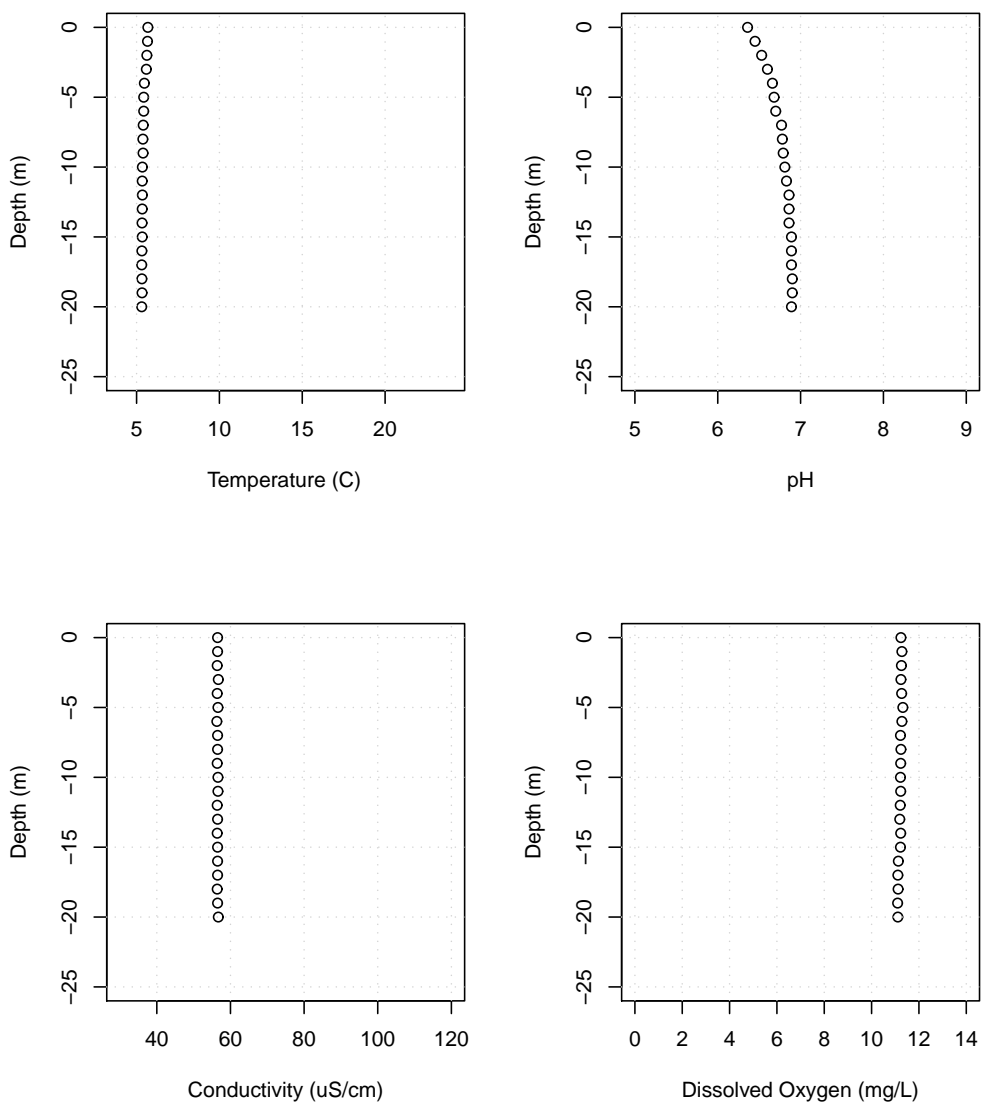 0
−5
−10
−15
−20
−25
Depth (m)
5 10 15 20
Temperature (C)
0
−5
−10
−15
−20
−25
Depth (m)
5 6 7 8 9
pH
0
−5
−10
−15
−20
−25
Depth (m)
40 60 80 100 120
Conductivity (uS/cm)
0
−5
−10
−15
−20
−25
Depth (m)
0 2 4 6 8 10 12 14
Dissolved Oxygen (mg/L)